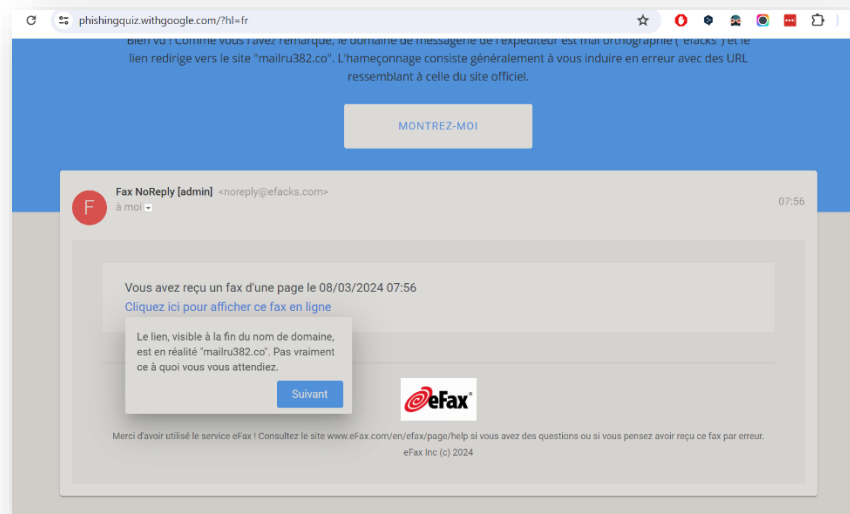 phishingquiz.withgoogle.com/?hl=fr
Bien vu ! Comme vous l'avez remarqué, le domaine de messagerie de l'expéditeur est mal orthographié ("efacks") et le
lien redirige vers le site "mailru382.co". L'hameçonnage consiste généralement à vous induire en erreur avec des URL
ressemblant à celle du site officiel.
MONTREZ-MOI
F
Fax NoReply [admin] <noreply@efacks.com>
à moi
07:56
Vous avez reçu un fax d'une page le 08/03/2024 07:56
Cliquez ici pour afficher ce fax en ligne
Le lien, visible à la fin du nom de domaine,
est en réalité "mailru382.co". Pas vraiment
ce à quoi vous vous attendiez.
Suivant
eFax
Merci d'avoir utilisé le service eFax ! Consultez le site www.eFax.com/en/efax/page/help si vous avez des questions ou si vous pensez avoir reçu ce fax par erreur.
eFax Inc (c) 2024